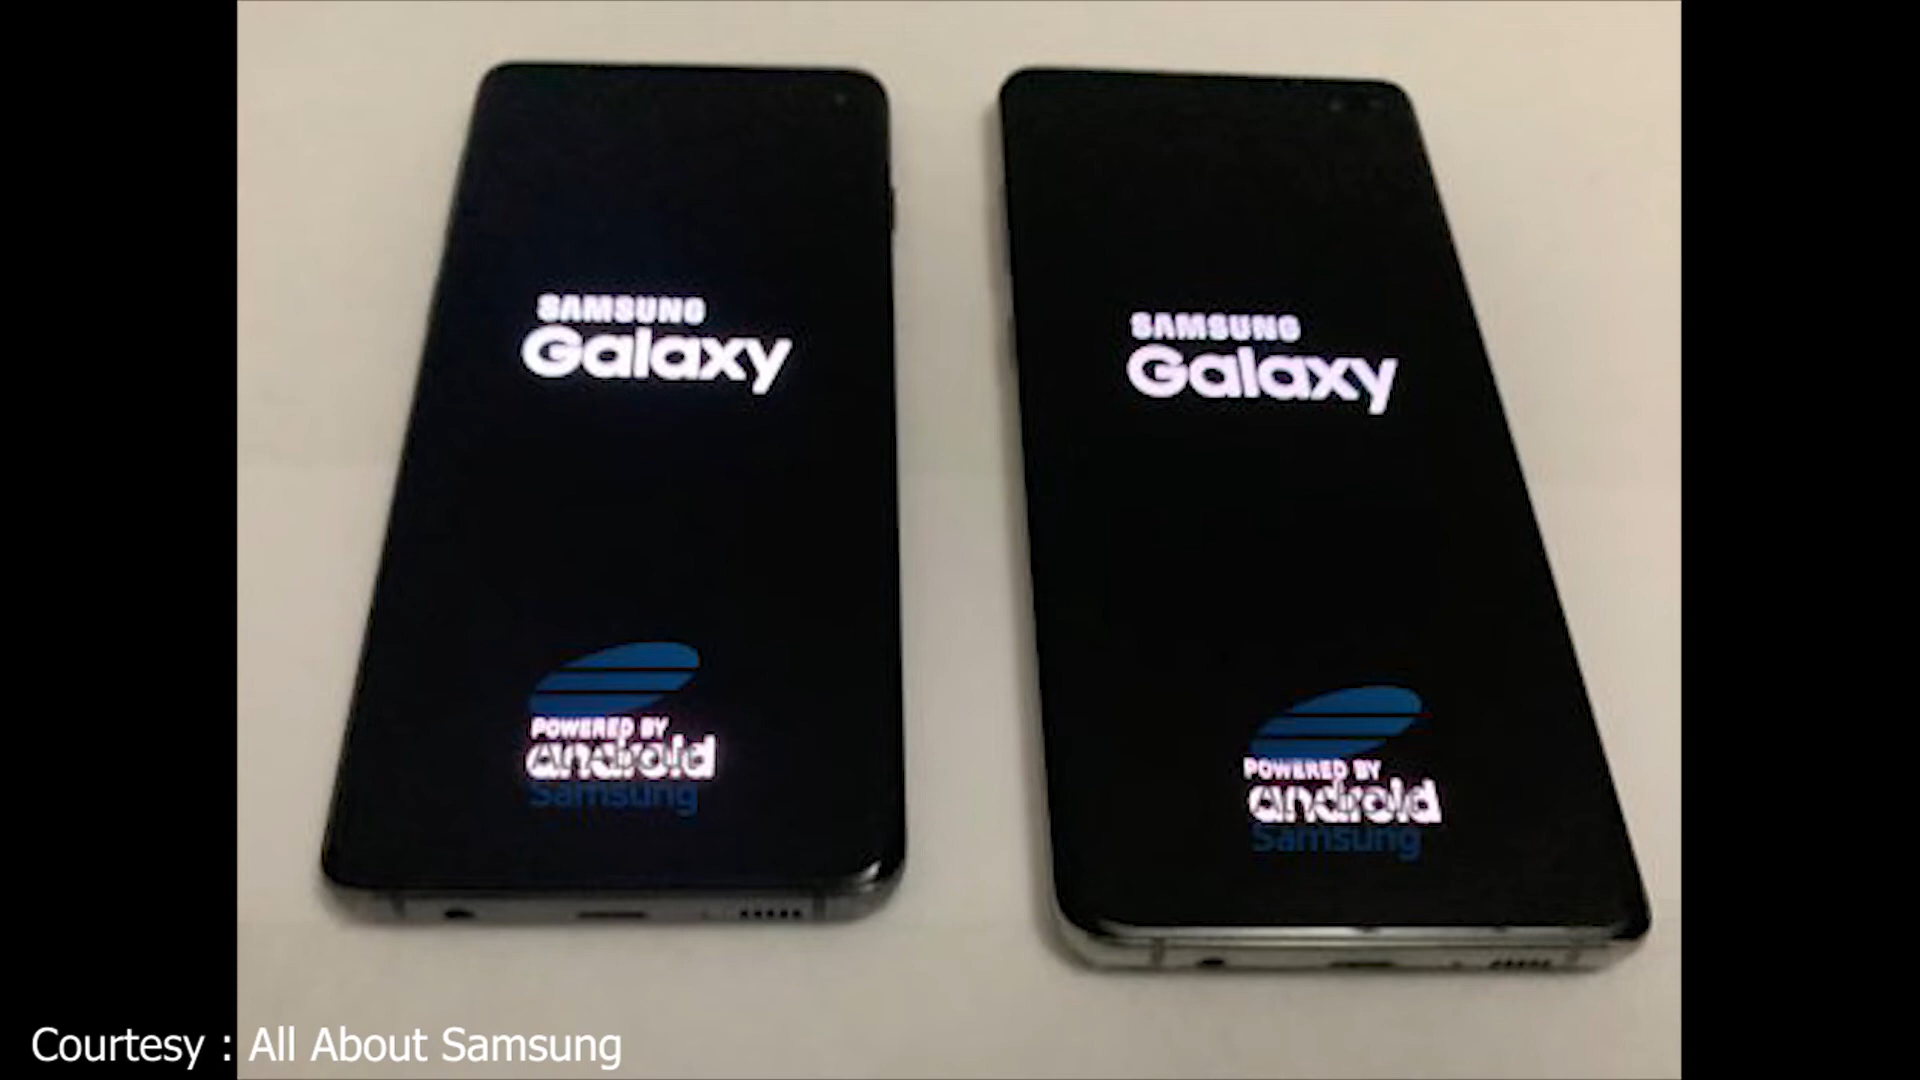 SAMSUNG
Galaxy
POWERED BY
android
Samsung
SAMSUNG
Galaxy
POWERED BY
android
Samsung
Courtesy : All About Samsung